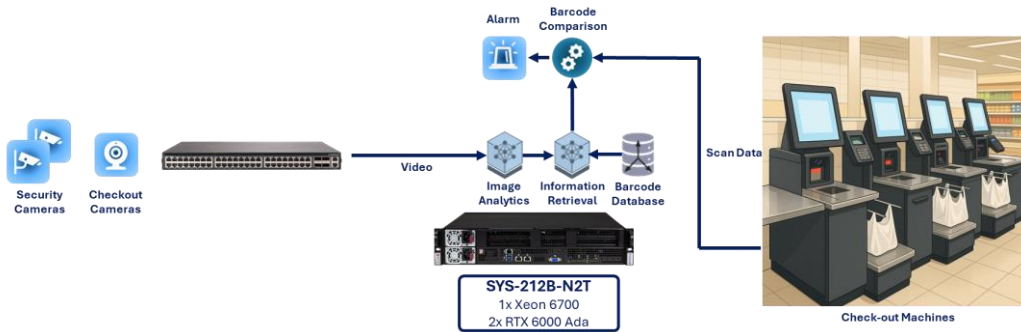 Alarm
Barcode
Comparison
Security
Cameras
Checkout
Cameras
Video
Image
Analytics
Information
Retrieval
Barcode
Database
Scan Data
SYS-212B-N2T
1x Xeon 6700
2x RTX 6000 Ada
Check-out Machines